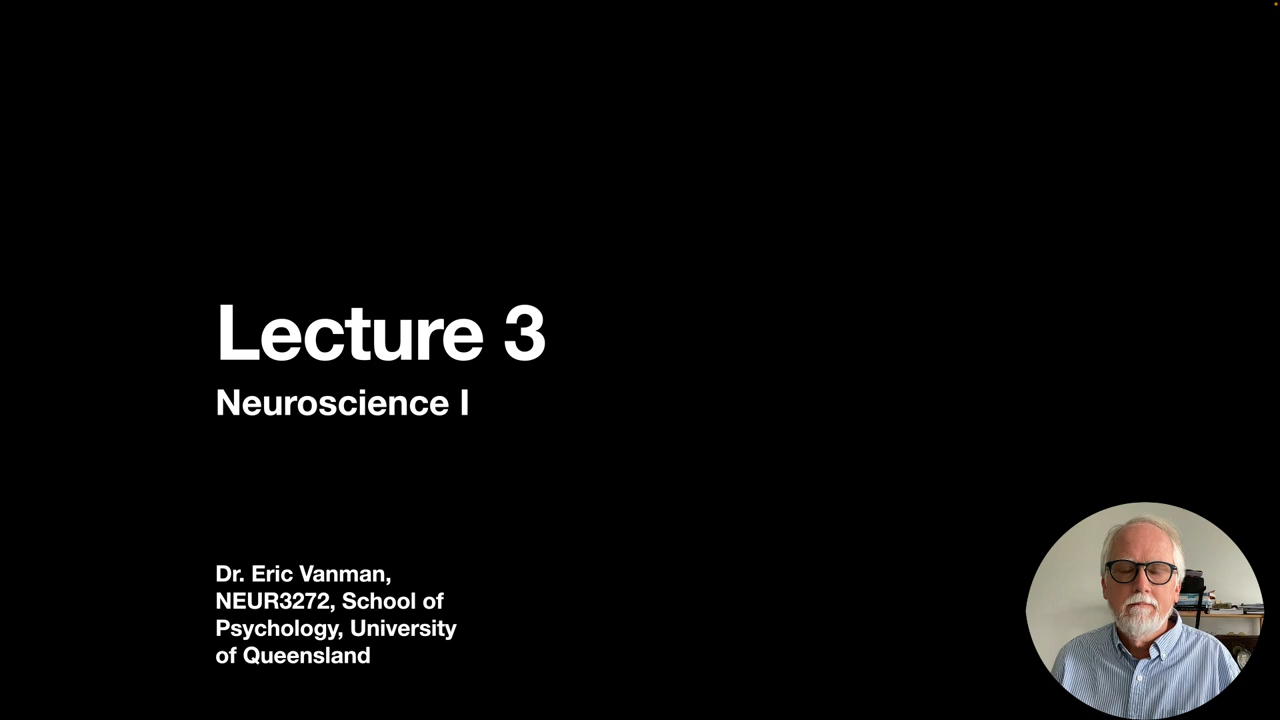 Lecture 3
Neuroscience I
Dr. Eric Vanman,
NEUR3272, School of
Psychology, University
of Queensland